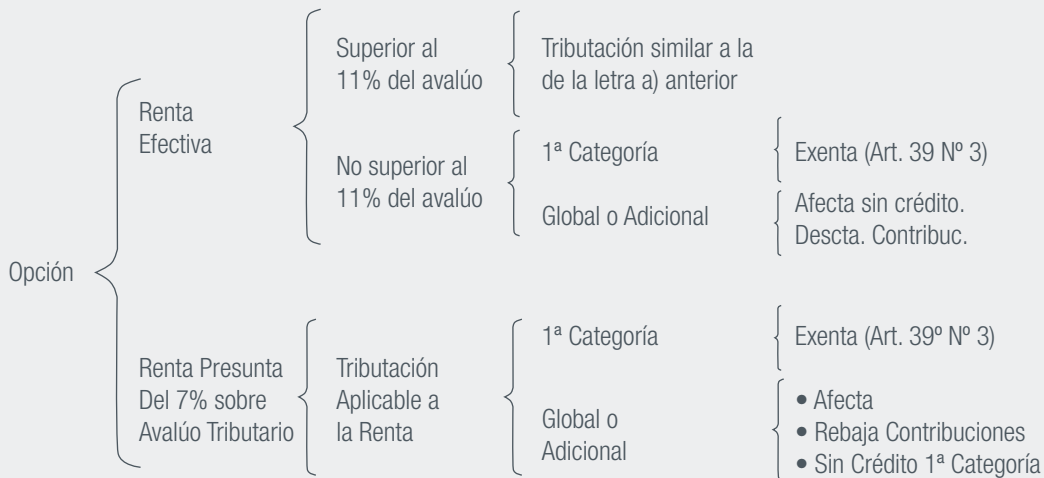 Opción
Renta
Efectiva
Superior al
11% del avalúo
Tributación similar a la
de la letra a) anterior
No superior al
11% del avalúo
1ª Categoría
Exenta (Art. 39 Nº 3)
Global o Adicional
Afecta sin crédito.
Descta. Contribuc.
Renta Presunta
Del 7% sobre
Avalúo Tributario
Tributación
Aplicable a
la Renta
1ª Categoría
Exenta (Art. 39º Nº 3)
Global o
Adicional
• Afecta
• Rebaja Contribuciones
• Sin Crédito 1ª Categoría